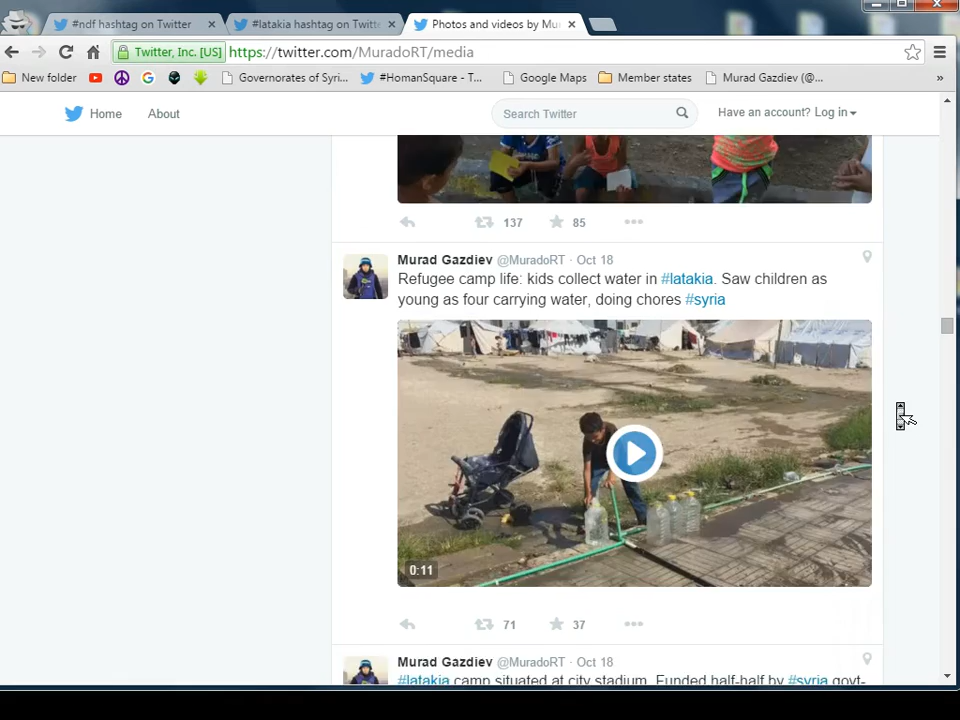 #ndf hashtag on Twitter
#latakia hashtag on Twitt
Photos and videos by Mu
Twitter, Inc. [US] https://twitter.com/MuradoRT/media
New folder
Governorates of Syri...
#HomanSquare - T...
Google Maps
Member states
Murad Gazdiev (@...
»
Home
About
Search Twitter
Have an account? Log in
137
85
Murad Gazdiev @MuradoRT · Oct 18
Refugee camp life: kids collect water in #latakia. Saw children as
young as four carrying water, doing chores #syria
0:11
71
37
Murad Gazdiev @MuradoRT · Oct 18
#latakia camp situated at city stadium. Funded half-half by #syria govt-